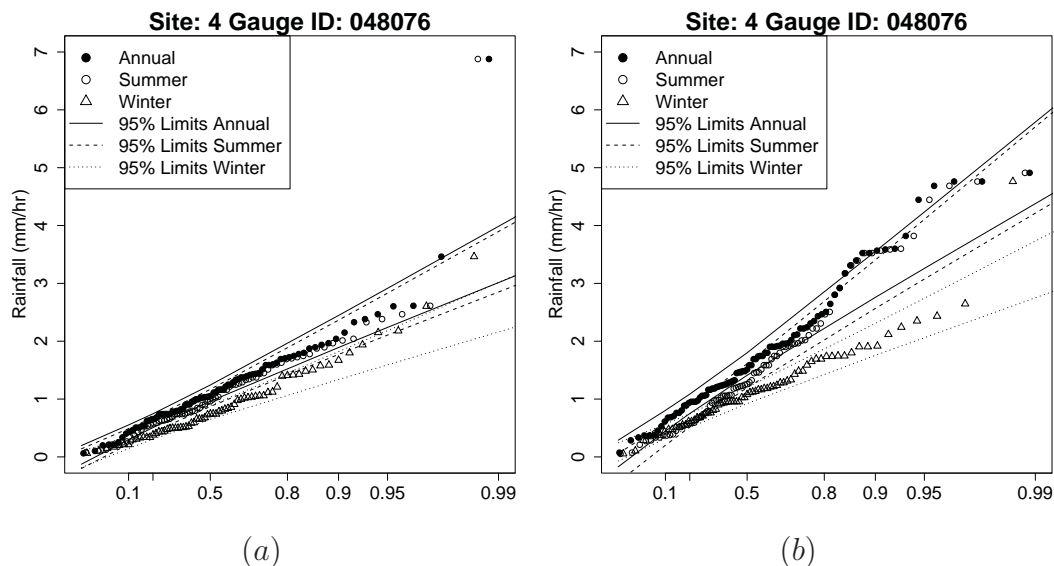 Site: 4 Gauge ID: 048076
Rainfall (mm/hr)
7
6
5
4
3
2
1
0
Annual
Summer
Winter
95% Limits Annual
95% Limits Summer
95% Limits Winter
0.1 0.5 0.8 0.9 0.95 0.99
(a)
Site: 4 Gauge ID: 048076
Rainfall (mm/hr)
7
6
5
4
3
2
1
0
Annual
Summer
Winter
95% Limits Annual
95% Limits Summer
95% Limits Winter
0.1 0.5 0.8 0.9 0.95 0.99
(b)